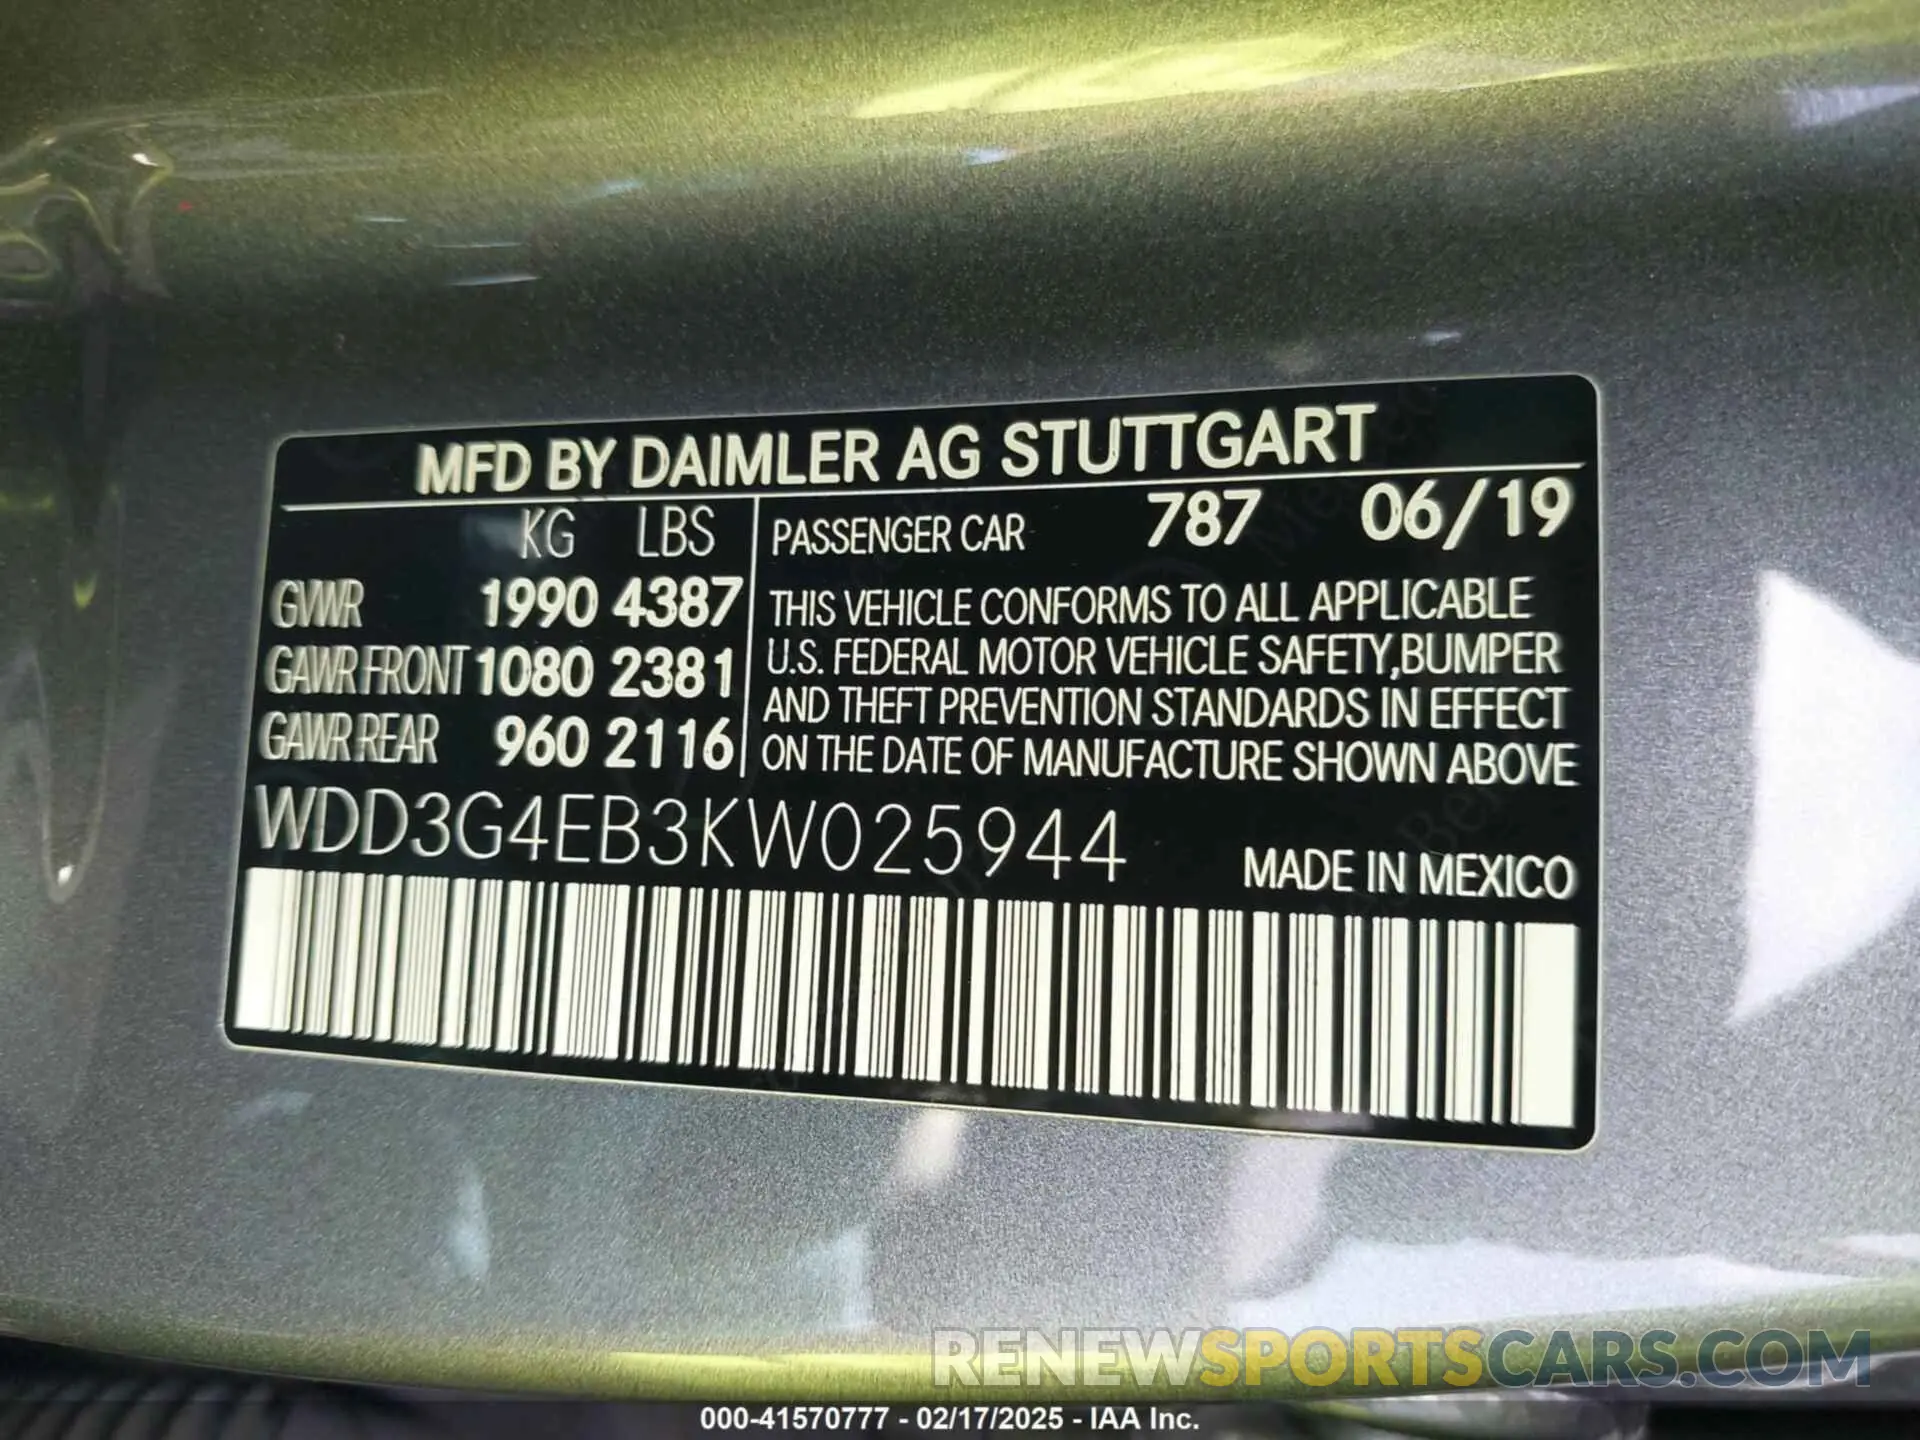 MFD BY DAIMLER AG STUTTGART
KG LBS
PASSENGER CAR 787 06/19
GVWR 1990 4387
GAWR FRONT 1080 2381
GAWR REAR 960 2116
THIS VEHICLE CONFORMS TO ALL APPLICABLE
U.S. FEDERAL MOTOR VEHICLE SAFETY,BUMPER
AND THEFT PREVENTION STANDARDS IN EFFECT
ON THE DATE OF MANUFACTURE SHOWN ABOVE
WDD3G4EB3KW025944
MADE IN MEXICO
RENEWSPORTSCARS.COM
000-41570777 - 02/17/2025 - IAA Inc.